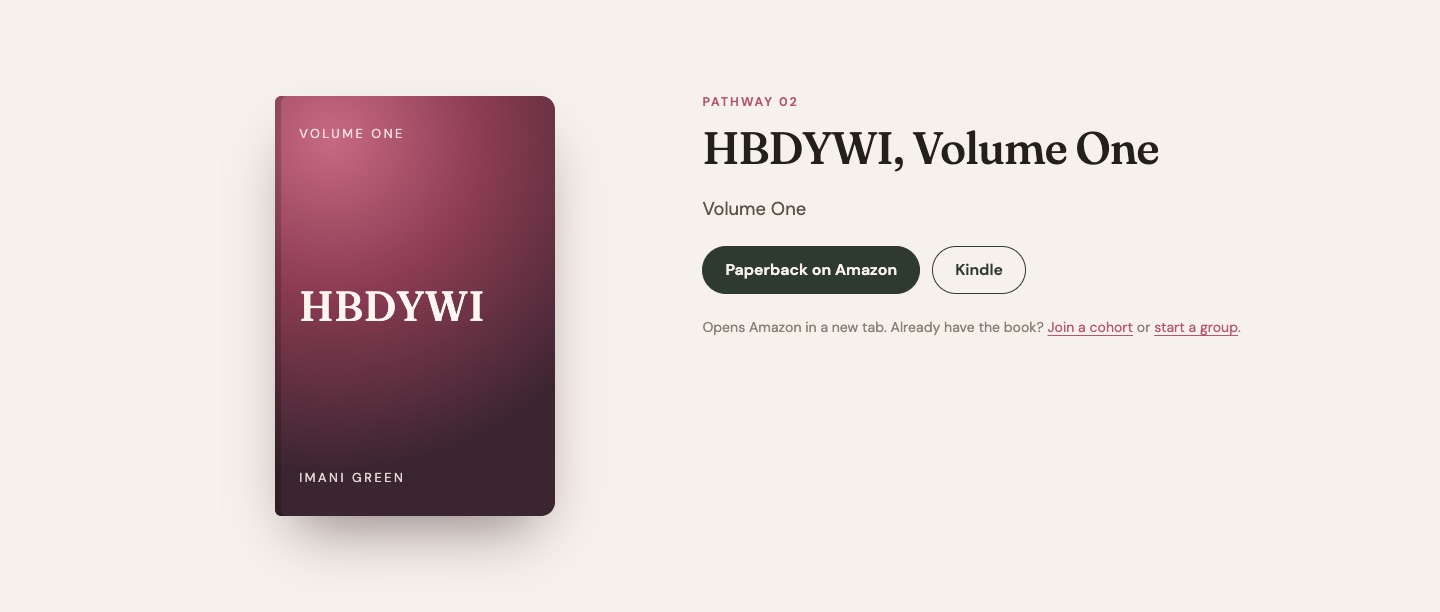 VOLUME ONE
HBDYWI
IMANI GREEN
PATHWAY 02
HBDYWI, Volume One
Volume One
Paperback on Amazon
Kindle
Opens Amazon in a new tab. Already have the book? Join a cohort or start a group.